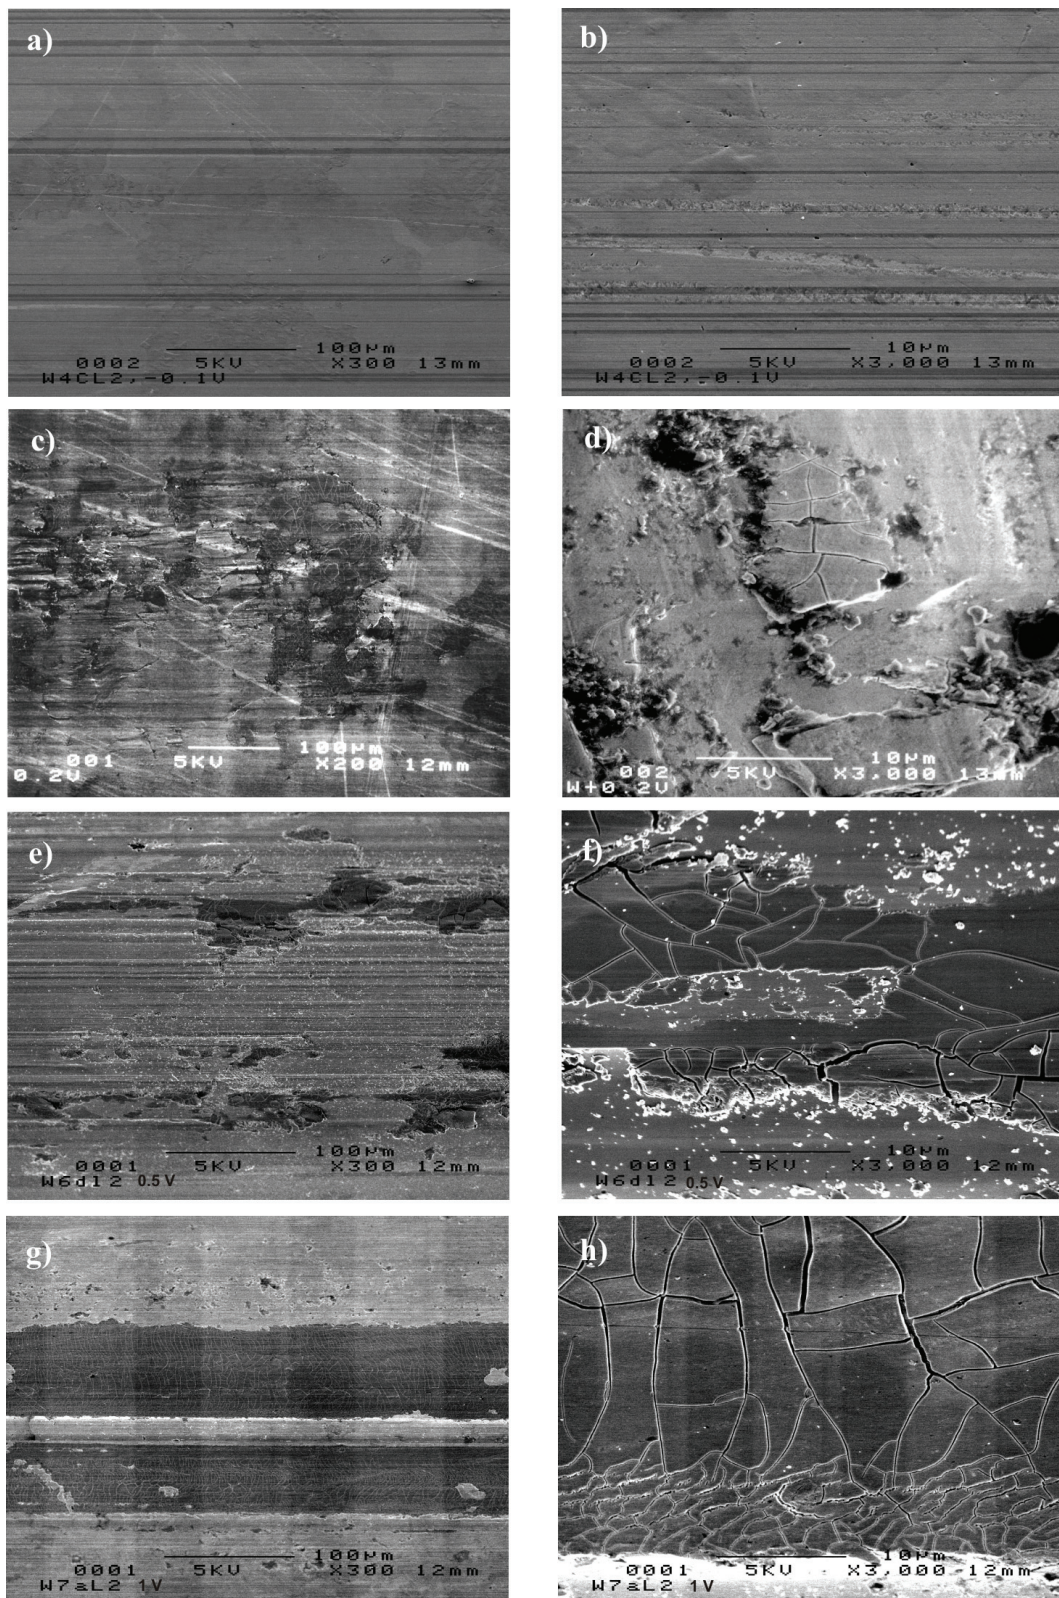 a)
100μm
0002 5KV X300 13mm
W4CL2,-0.1V
b)
10μm
0002 5KV X3,000 13mm
W4CL2,-0.1V
c)
001 100μm
0.2V 5KV X200 12mm
d)
10μm
002 5KV X3,000 13mm
W+0.2V
e)
100μm
0001 5KV X300 12mm
W6dl2 0.5 V
f)
10μm
0001 5KV X3,000 12mm
W6dl2 0.5 V
g)
100μm
0001 5KV X300 12mm
W7aL2 1V
h)
10μm
0001 5KV X3,000 12mm
W7aL2 1V